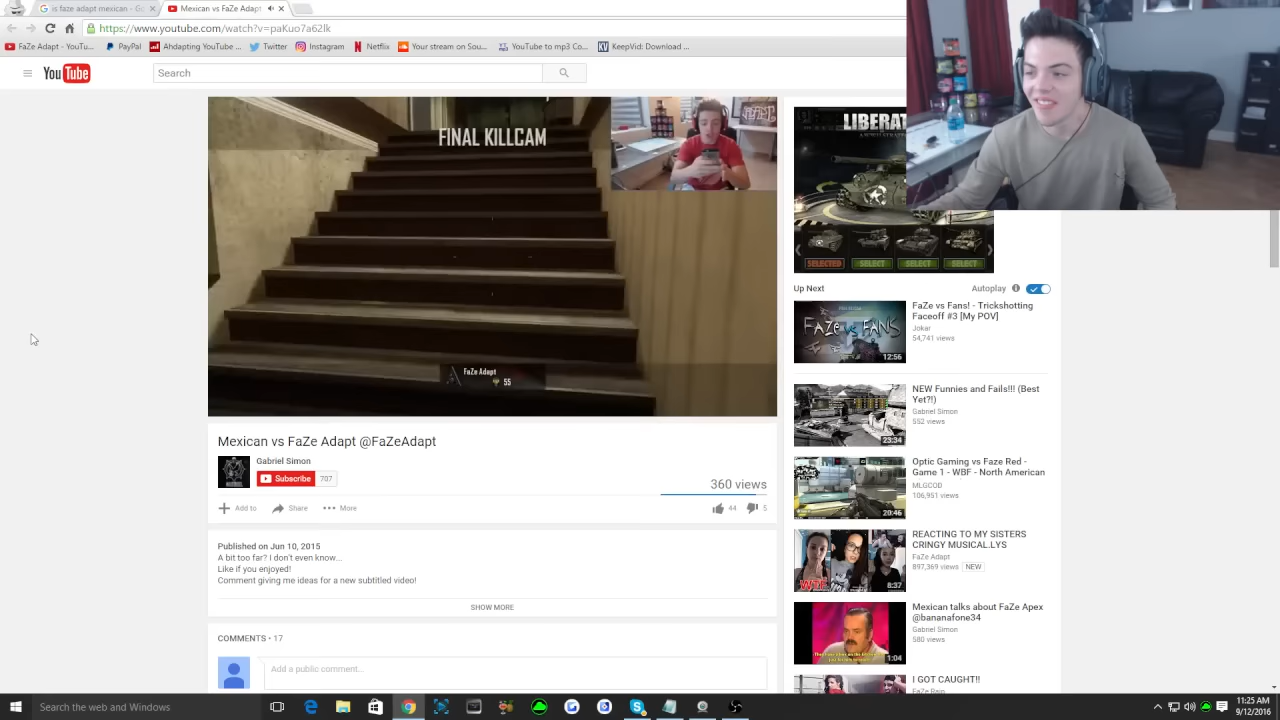 is faze adapt mexican - Go
Mexican vs FaZe Adapt
https://www.youtube.com/watch?v=paKuo7a62lk
FaZe Adapt - YouTu
PayPal
Adapting YouTube ...
Twitter
Instagram
Netflix
Your stream on Sou...
YouTube to mp3 Co...
KeepVid: Download ...
YouTube
Search
FINAL KILLCAM
FaZe Adapt
55
LIBERAT
SELECTED
SELECT
SELECT
SELECT
Up Next
Autoplay
FaZe vs FANS
12:56
FaZe vs Fans! - Trickshotting
Faceoff #3 [My POV]
Jokar
54,741 views
23:34
NEW Funnies and Fails!!! (Best
Yet?!)
Gabriel Simon
552 views
20:46
Optic Gaming vs Faze Red -
Game 1 - WBF - North American
MLGCOD
106,951 views
WTF
8:37
REACTING TO MY SISTERS
CRINGY MUSICAL.LYS
FaZe Adapt
897,369 views NEW
1:04
Mexican talks about FaZe Apex
@bananafone34
Gabriel Simon
580 views
I GOT CAUGHT!!
FaZe Rain
Mexican vs FaZe Adapt @FaZeAdapt
Gabriel Simon
Subscribe 707
360 views
Add to
Share
More
44
5
Published on Jun 10, 2015
A bit too far? I don't even know...
Like if you enjoyed!
Comment giving me ideas for a new subtitled video!
SHOW MORE
COMMENTS • 17
Add a public comment...
Search the web and Windows
11:25 AM
9/12/2016